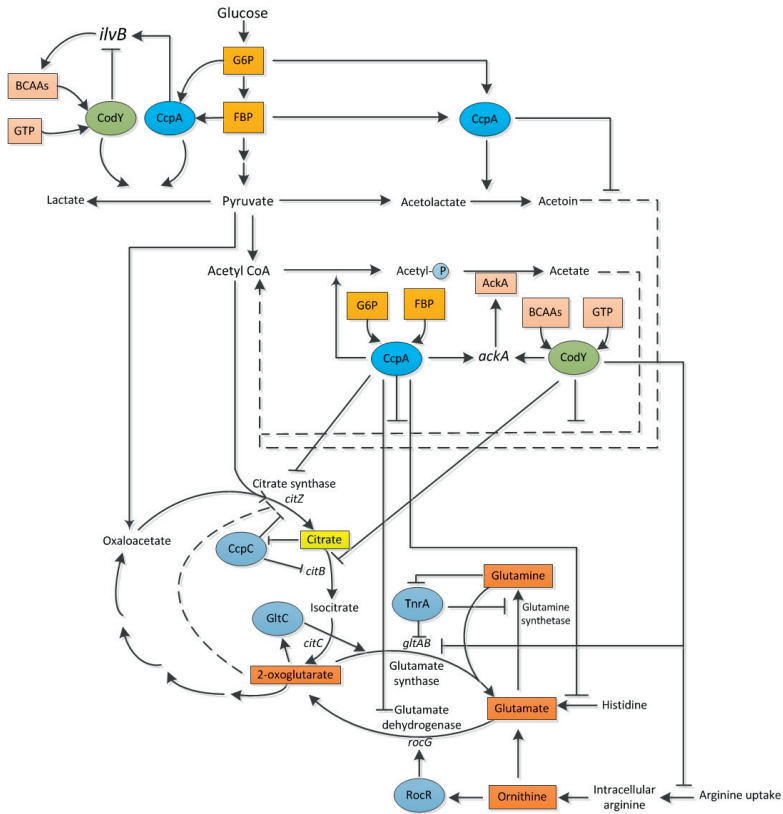 Glucose
ilvB
G6P
BCAAs
CodY
CcpA
FBP
CcpA
GTP
Lactate
Pyruvate
Acetolactate
Acetoin
Acetyl CoA
Acetyl-P
Acetate
AckA
G6P
FBP
BCAAs
GTP
CcpA
ackA
CodY
Citrate synthase
citZ
Oxaloacetate
CcpC
Citrate
citB
Glutamine
TnrA
Isocitrate
Glutamine
synthetase
GltC
citC
gltAB
2-oxoglutarate
Glutamate
synthase
Glutamate
dehydrogenase
rocG
Glutamate
Histidine
RocR
Ornithine
Intracellular
arginine
Arginine uptake